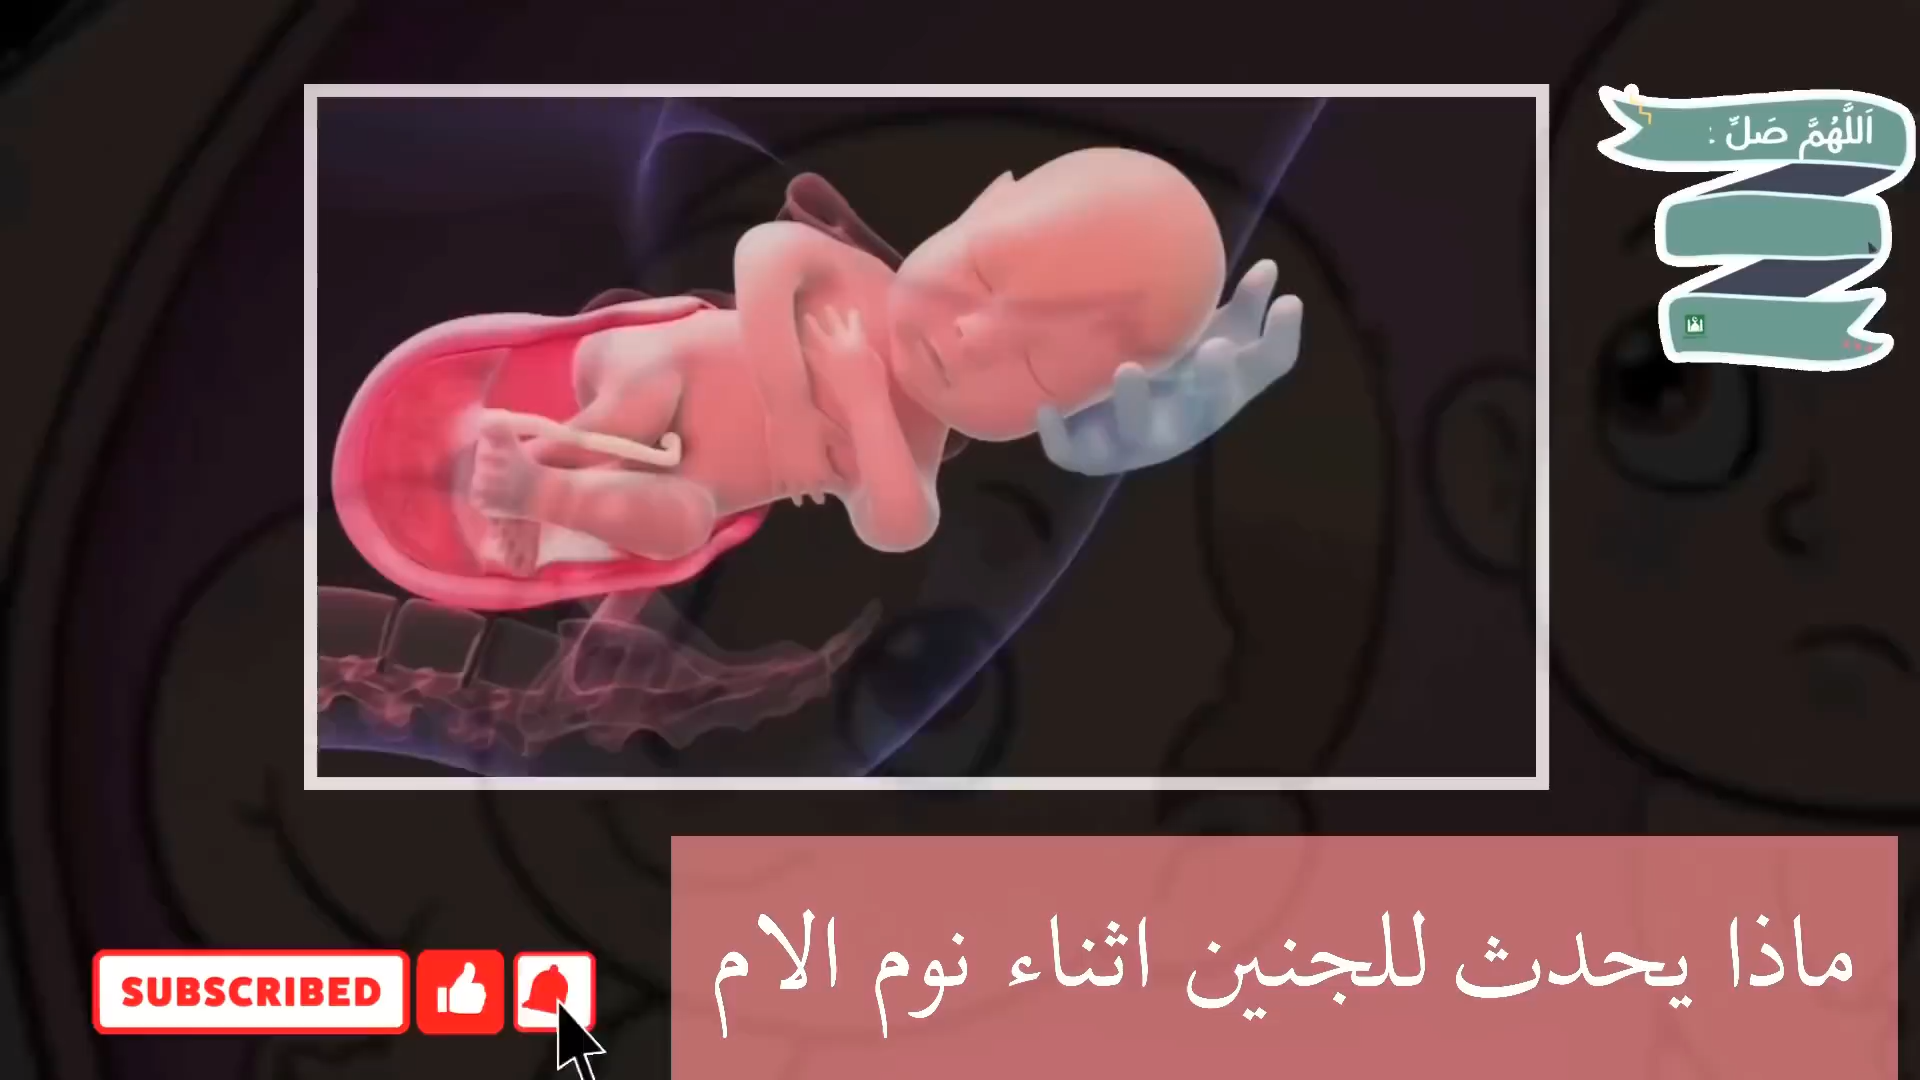 اَللَّهُمَّ صَلِّ
ماذا يحدث للجنين اثناء نوم الام
SUBSCRIBED